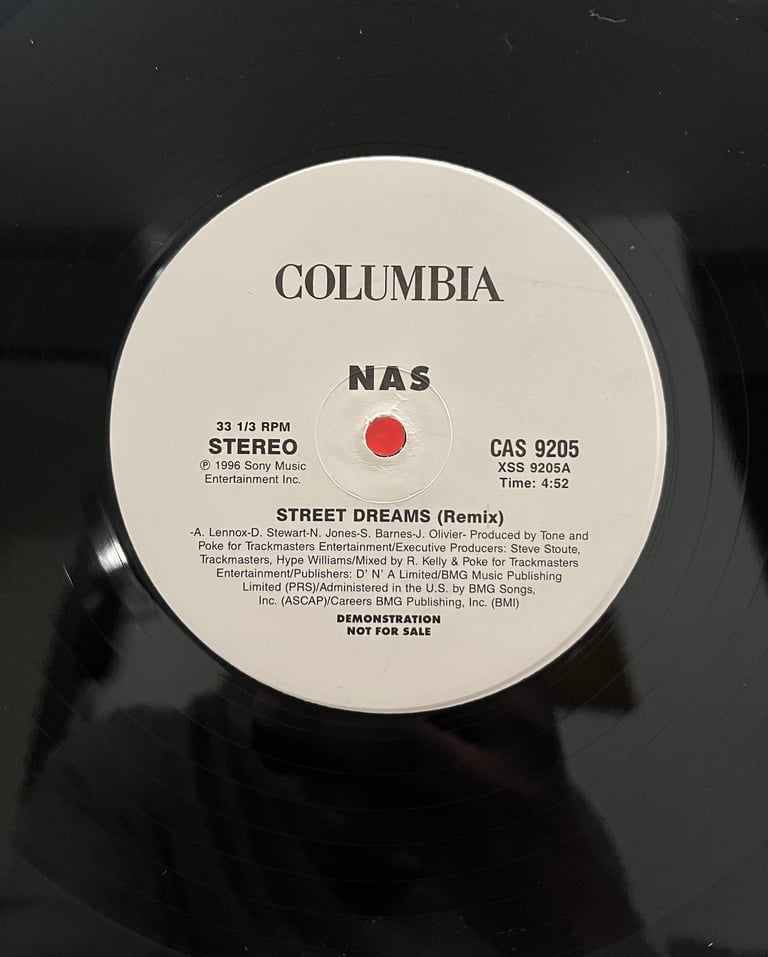 COLUMBIA
NAS
33 1/3 RPM
STEREO
℗ 1996 Sony Music
Entertainment Inc.
CAS 9205
XSS 9205A
Time: 4:52
STREET DREAMS (Remix)
-A. Lennox-D. Stewart-N. Jones-S. Barnes-J. Olivier- Produced by Tone and
Poke for Trackmasters Entertainment/Executive Producers: Steve Stoute,
Trackmasters, Hype Williams/Mixed by R. Kelly & Poke for Trackmasters
Entertainment/Publishers: D' N' A Limited/BMG Music Publishing
Limited (PRS)/Administered in the U.S. by BMG Songs,
Inc. (ASCAP)/Careers BMG Publishing, Inc. (BMI)
DEMONSTRATION
NOT FOR SALE